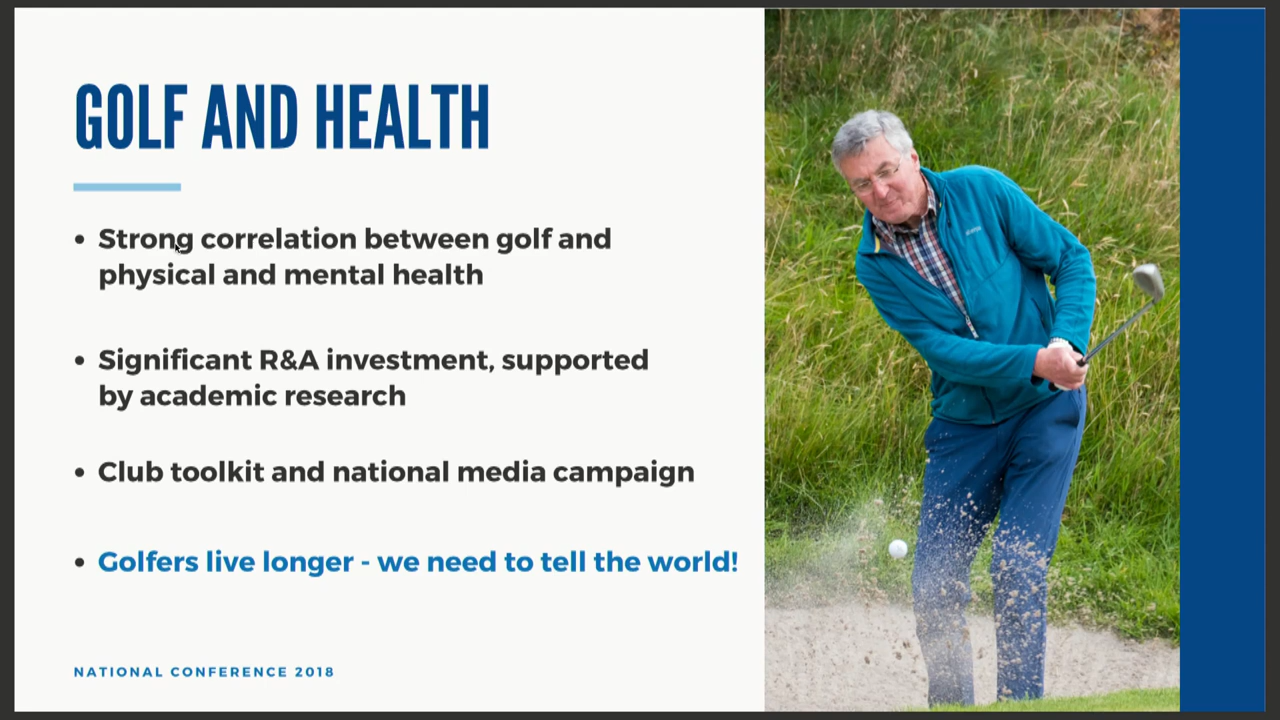 GOLF AND HEALTH
• Strong correlation between golf and
physical and mental health
• Significant R&A investment, supported
by academic research
• Club toolkit and national media campaign
• Golfers live longer - we need to tell the world!
NATIONAL CONFERENCE 2018